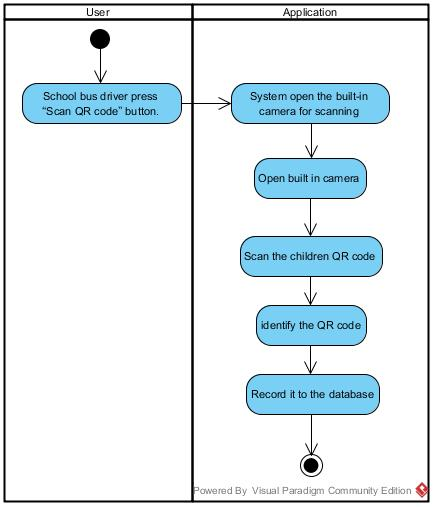 User
Application
School bus driver press
“Scan QR code” button.
System open the built-in
camera for scanning
Open built in camera
Scan the children QR code
identify the QR code
Record it to the database
Powered By Visual Paradigm Community Edition